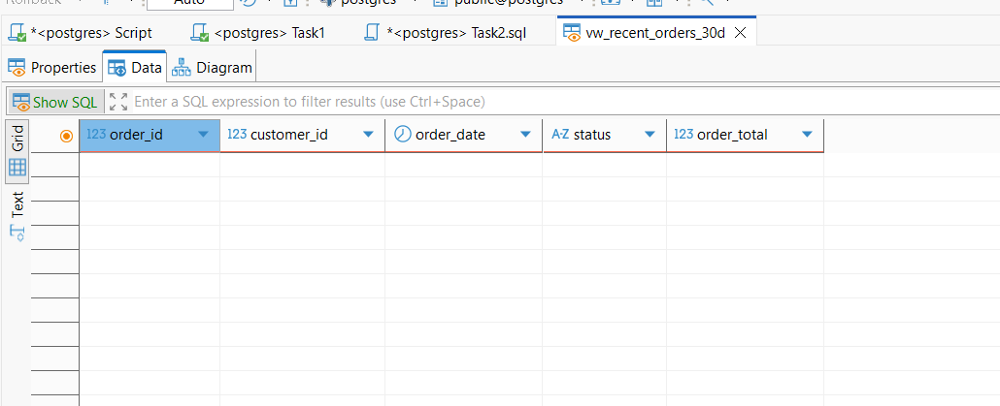 Rollback Auto postgres public@postgres
*<postgres> Script <postgres> Task1 *<postgres> Task2.sql vw_recent_orders_30d
Properties Data Diagram
Show SQL Enter a SQL expression to filter results (use Ctrl+Space)
Grid
123 order_id 123 customer_id order_date A-Z status 123 order_total
Text